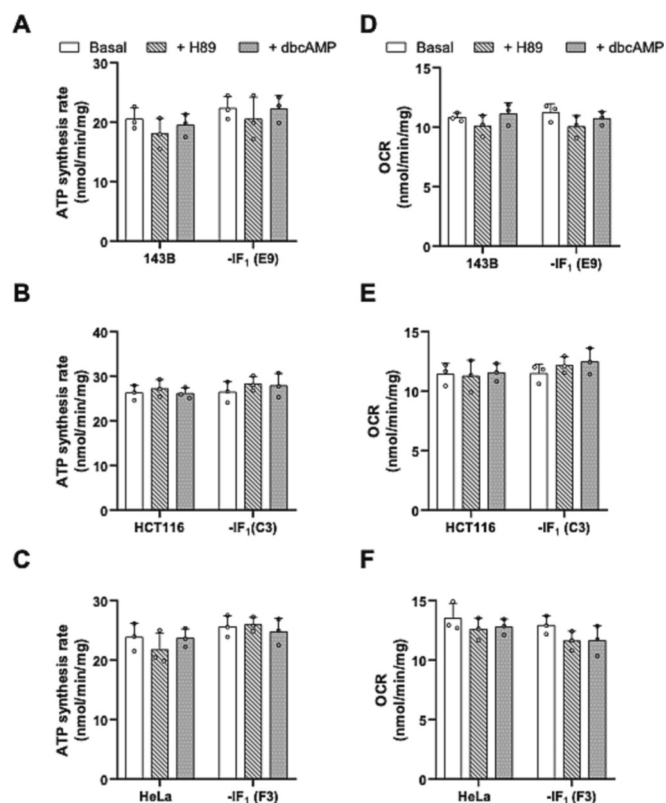 A
Basal + H89 + dbcAMP
ATP synthesis rate
(nmol/min/mg)
30
20
10
0
143B -IF₁ (E9)
D
Basal + H89 + dbcAMP
OCR
(nmol/min/mg)
15
10
5
0
143B -IF₁ (E9)
B
ATP synthesis rate
(nmol/min/mg)
40
30
20
10
0
HCT116 -IF₁(C3)
E
OCR
(nmol/min/mg)
15
10
5
0
HCT116 -IF₁ (C3)
C
ATP synthesis rate
(nmol/min/mg)
30
20
10
0
HeLa -IF₁ (F3)
F
OCR
(nmol/min/mg)
15
10
5
0
HeLa -IF₁ (F3)